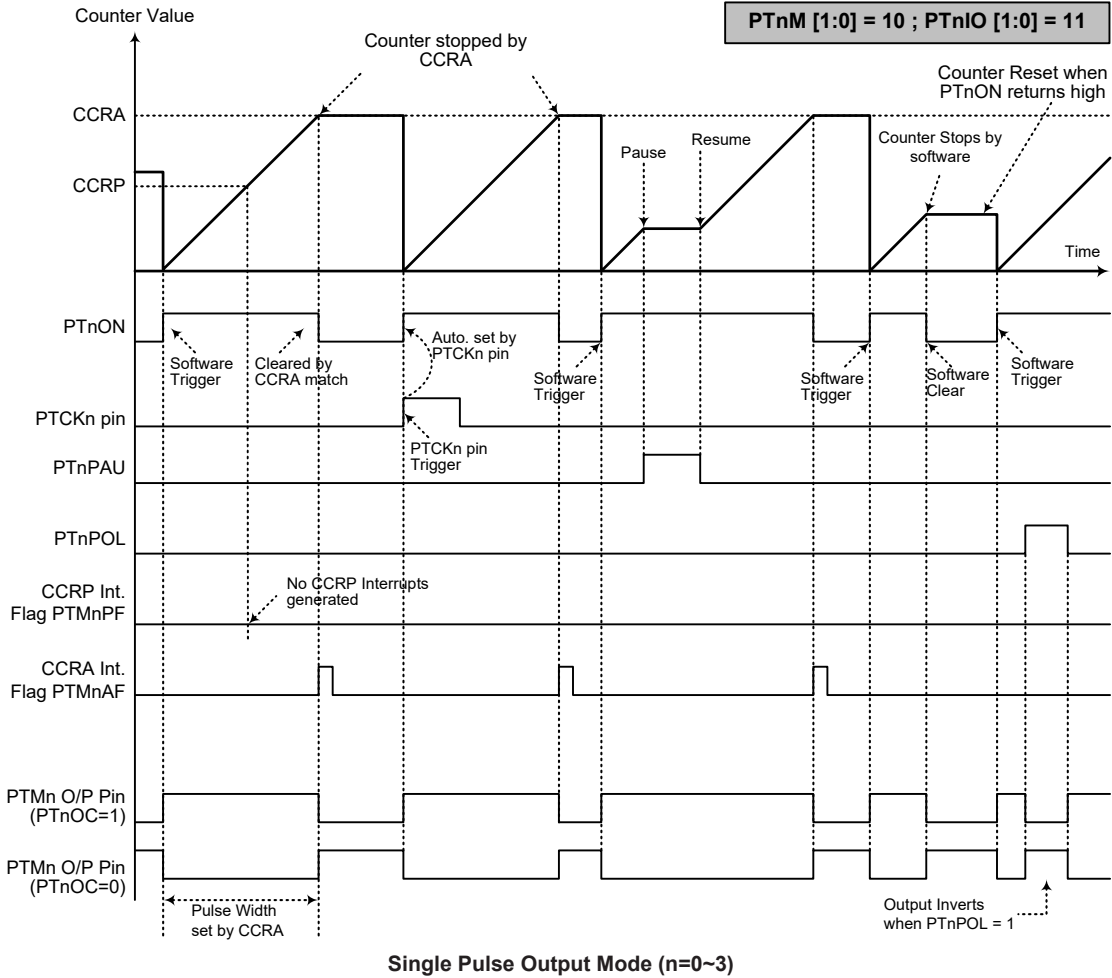 Counter Value
PTnM [1:0] = 10 ; PTnIO [1:0] = 11
Counter stopped by
CCRA
Counter Reset when
PTnON returns high
CCRA
Pause
Resume
Counter Stops by
software
CCRP
Time
PTnON
Software
Trigger
Cleared by
CCRA match
Auto. set by
PTCKn pin
Software
Trigger
Software
Trigger
Software
Clear
Software
Trigger
PTCKn pin
PTCKn pin
Trigger
PTnPAU
PTnPOL
CCRP Int.
Flag PTMnPF
No CCRP Interrupts
generated
CCRA Int.
Flag PTMnAF
PTMn O/P Pin
(PTnOC=1)
PTMn O/P Pin
(PTnOC=0)
Pulse Width
set by CCRA
Output Inverts
when PTnPOL = 1
Single Pulse Output Mode (n=0~3)